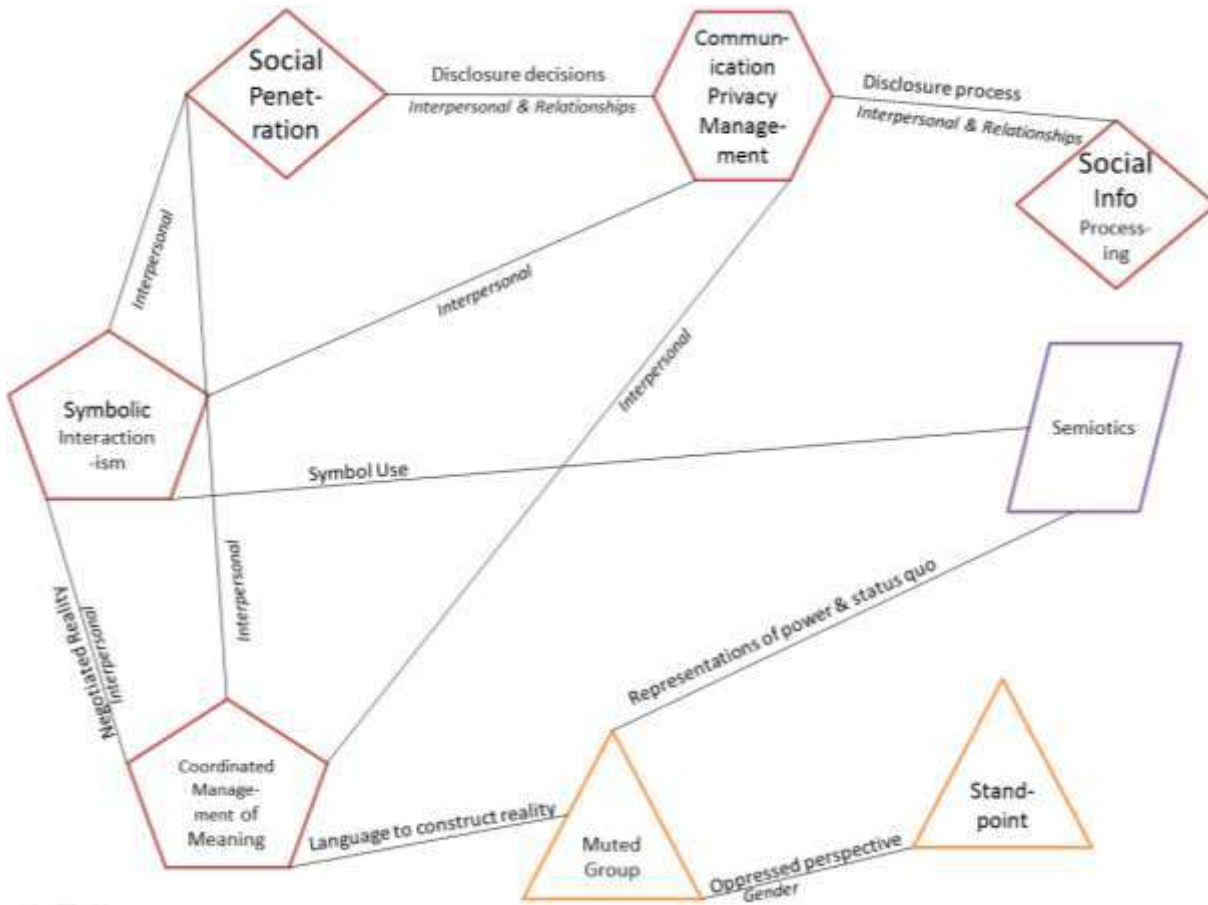 Social
Penet-
ration
Disclosure decisions
Interpersonal & Relationships
Commun-
ication
Privacy
Manage-
ment
Disclosure process
Interpersonal & Relationships
Social
Info
Process-
ing
Interpersonal
Interpersonal
Interpersonal
Symbolic
Interaction
-ism
Semiotics
Symbol Use
Interpersonal
Negotiated Reality
Interpersonal
Representations of power & status quo
Coordinated
Manage-
ment of
Meaning
Language to construct reality
Muted
Group
Oppressed perspective
Gender
Stand-
point